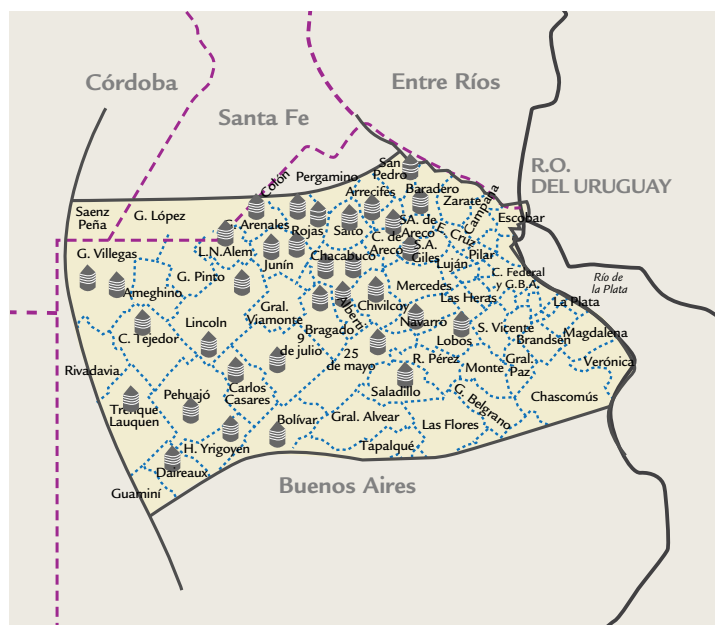 Córdoba
Entre Ríos
Santa Fe
R.O.
DEL URUGUAY
Río de
la Plata
San
Pedro
Colón
Pergamino
Arrecifes
Baradero
Zarate
Campana
Escobar
Saenz
Peña
G. López
Arenales
Rojas
Salto
SA. de
Areco
E. Cruz
C. de
Areco
S.A.
Giles
Pilar
Luján
L.N.Alem
Junín
Chacabuco
G. Villegas
Ameghino
G. Pinto
Mercedes
C. Federal
y G.B.A.
Las Heras
La Plata
Gral.
Viamonte
Alberti
Chivilcoy
Navarro
Lincoln
Bragado
C. Tejedor
9
de julio
25
de mayo
Lobos
S. Vicente
Brandsen
Magdalena
R. Pérez
Monte
Gral.
Paz
Verónica
Rivadavia
Pehuajó
Carlos
Casares
Saladillo
G. Belgrano
Chascomús
Trenque
Lauquen
Bolívar
Gral. Alvear
Las Flores
H. Yrigoyen
Tapalqué
Daireaux
Guaminí
Buenos Aires